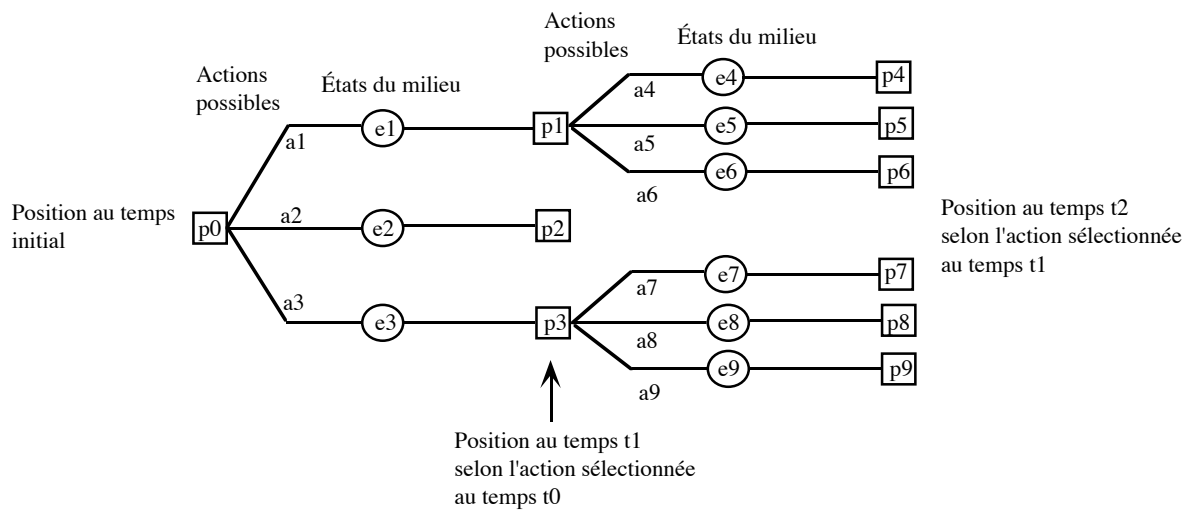 Actions
possibles
États du milieu
Actions
possibles
États du milieu
a1
e1
p1
a4
e4
p4
a5
e5
p5
a6
e6
p6
Position au temps
initial
p0
a2
e2
p2
a3
e3
p3
a7
e7
p7
a8
e8
p8
a9
e9
p9
Position au temps t2
selon l'action sélectionnée
au temps t1
Position au temps t1
selon l'action sélectionnée
au temps t0